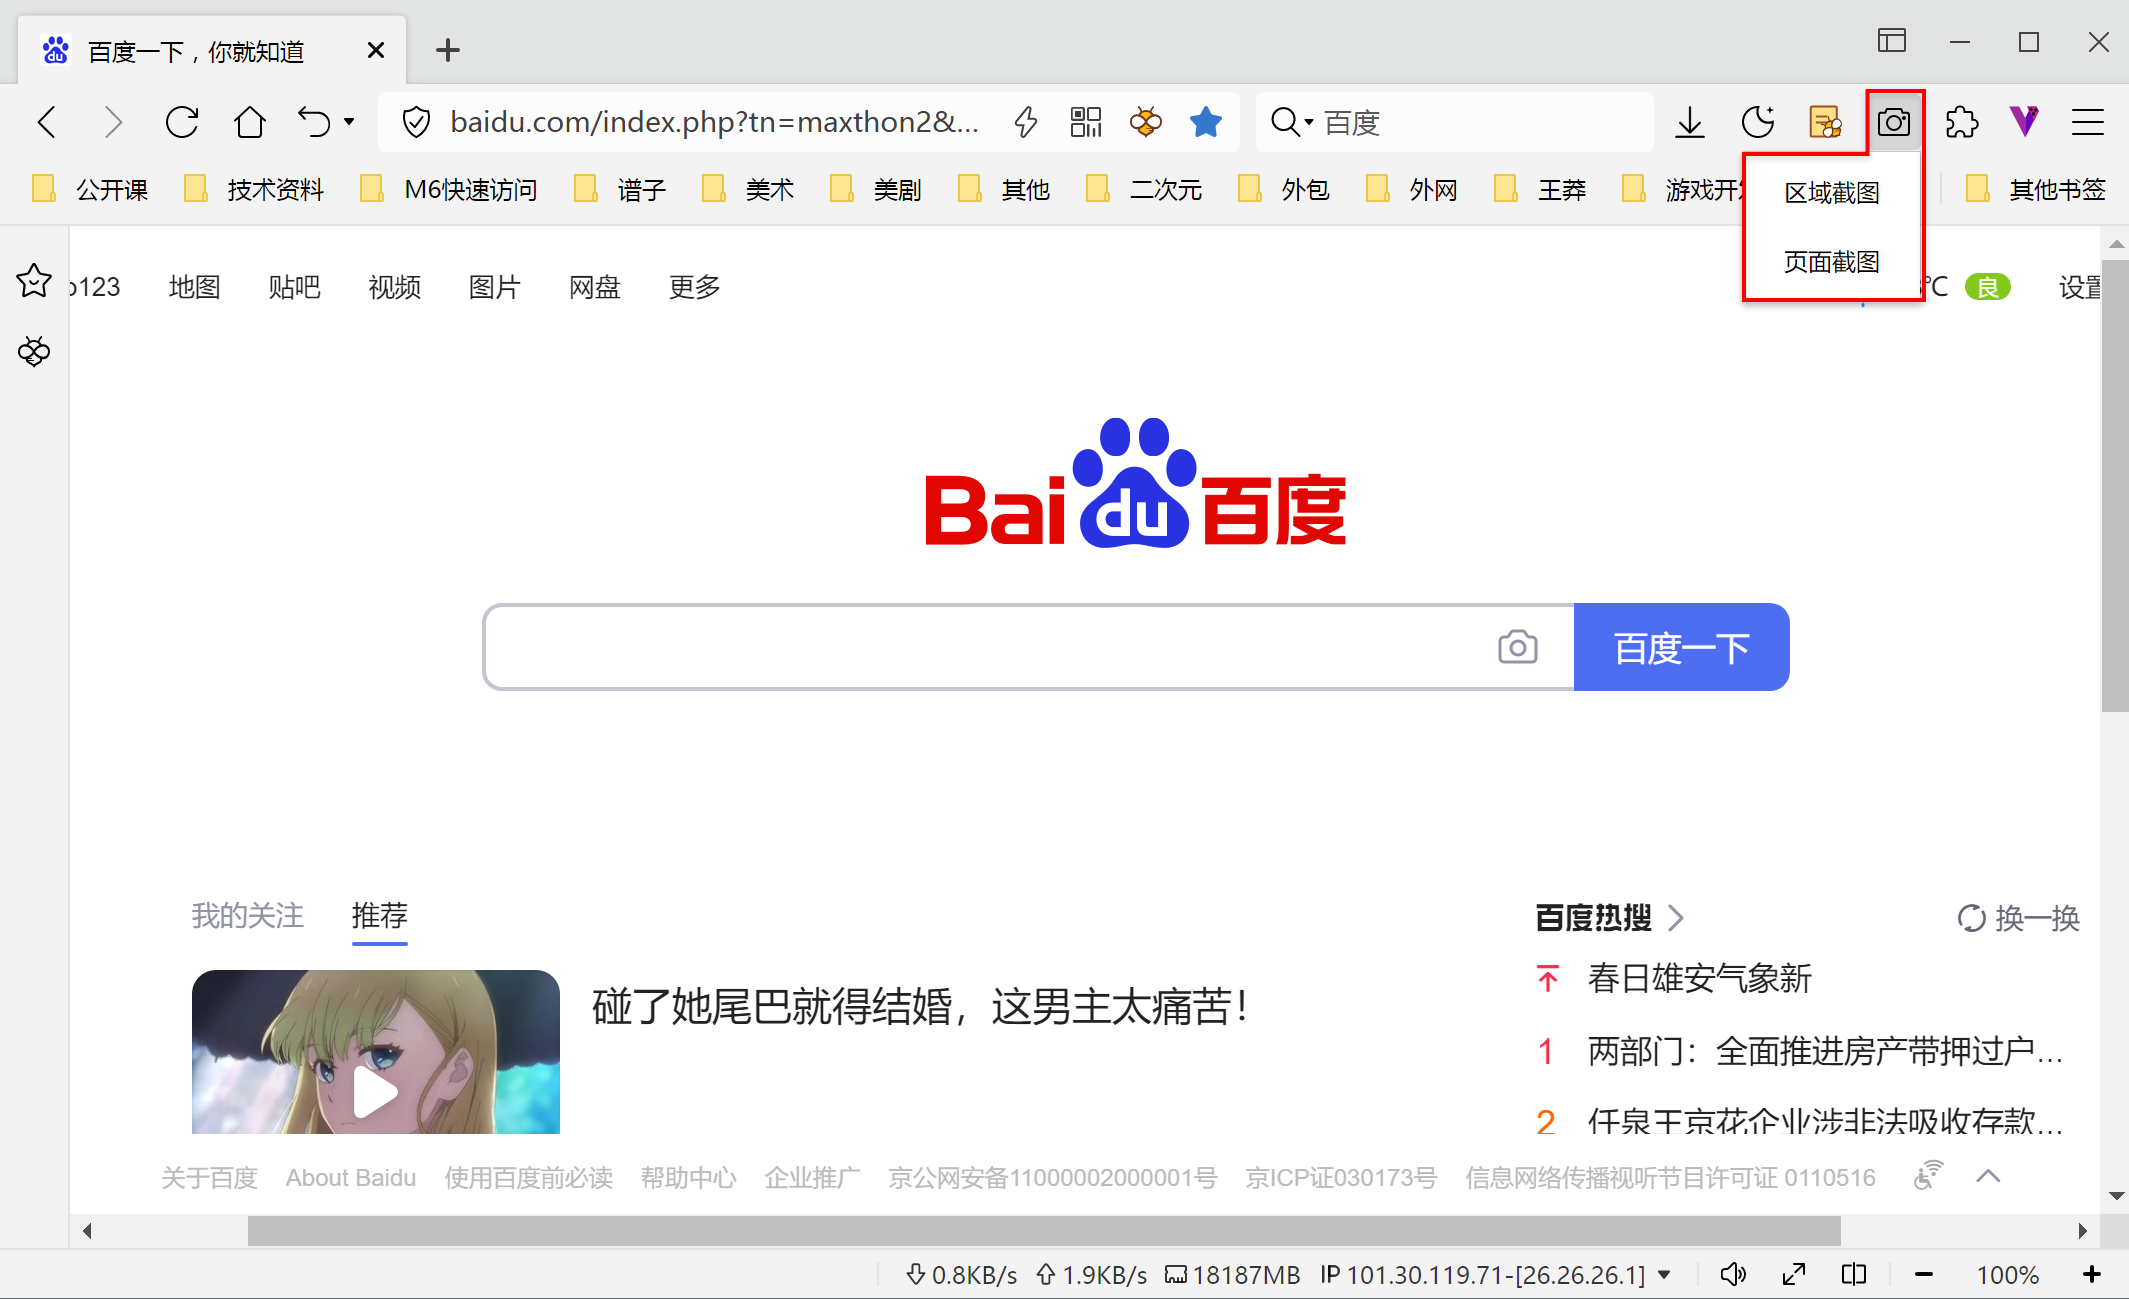 百度一下，你就知道
baidu.com/index.php?tn=maxthon2&...
百度
公开课 技术资料 M6快速访问 谱子 美术 美剧 其他 二次元 外包 外网 王莽 游戏开 其他书签
区域截图
页面截图
o123 地图 贴吧 视频 图片 网盘 更多 ℃ 良 设置
Bai du 百度
百度一下
我的关注 推荐
百度热搜 换一换
碰了她尾巴就得结婚，这男主太痛苦！
春日雄安气象新
1 两部门：全面推进房产带押过户...
2 任泉王京花企业涉非法吸收存款...
关于百度 About Baidu 使用百度前必读 帮助中心 企业推广 京公网安备11000002000001号 京ICP证030173号 信息网络传播视听节目许可证 0110516
0.8KB/s 1.9KB/s 18187MB IP 101.30.119.71-[26.26.26.1] 100%